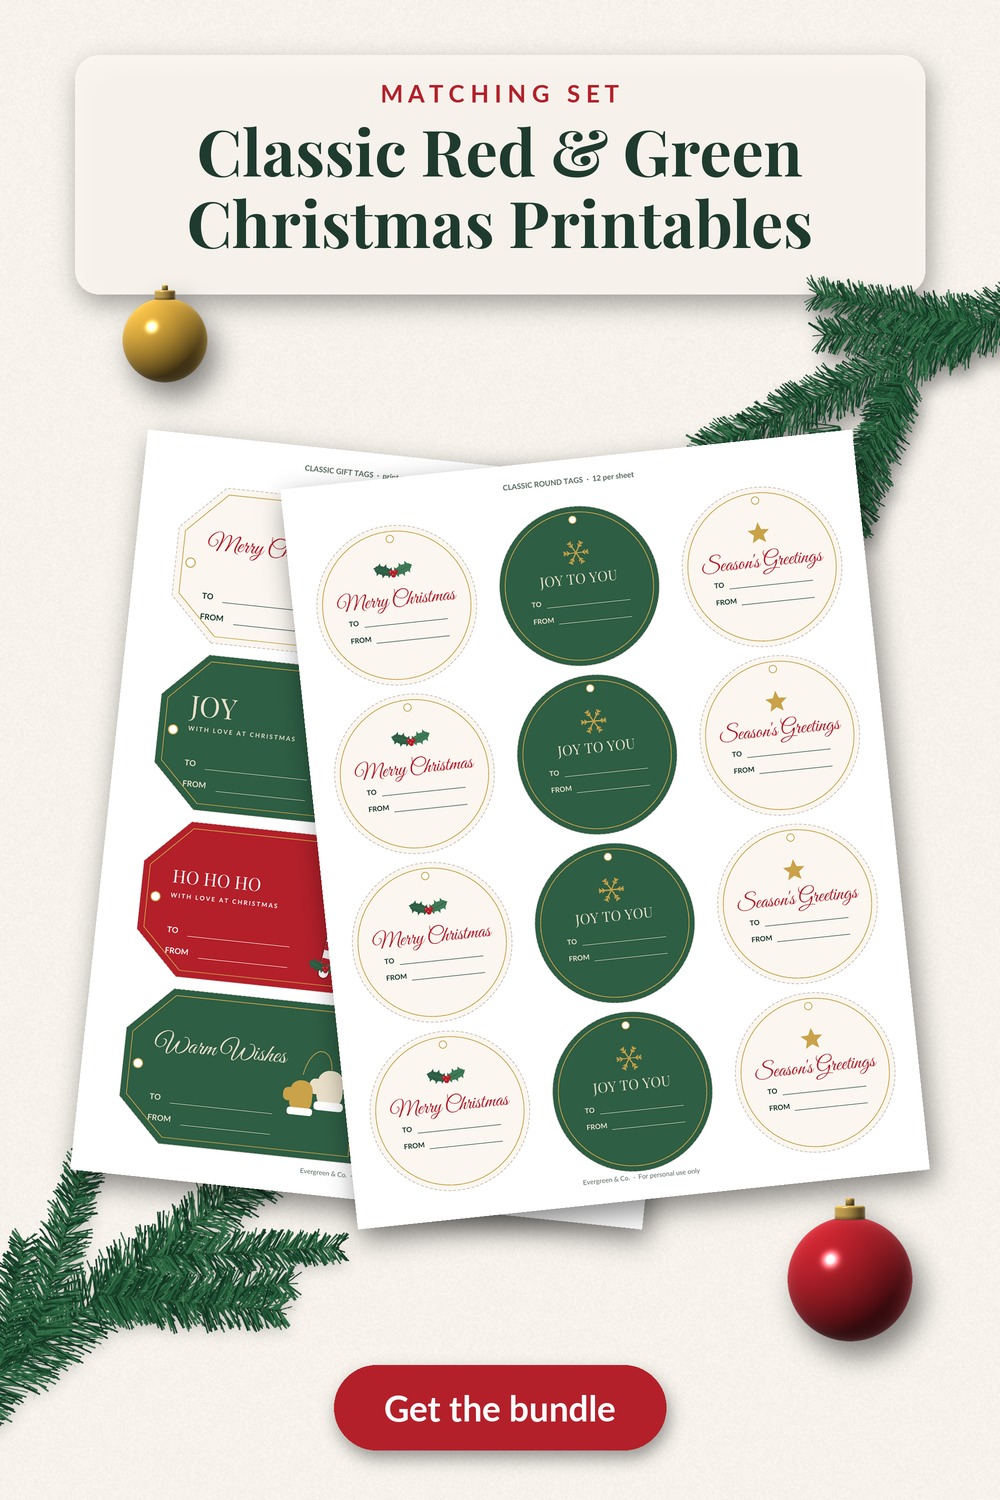 MATCHING SET
Classic Red & Green
Christmas Printables
CLASSIC GIFT TAGS
Merry
TO
FROM
JOY
WITH LOVE AT CHRISTMAS
TO
FROM
HO HO HO
WITH LOVE AT CHRISTMAS
TO
FROM
Warm Wishes
TO
FROM
Evergreen & Co.
CLASSIC ROUND TAGS · 12 per sheet
Merry Christmas
TO
FROM
JOY TO YOU
TO
FROM
Season's Greetings
TO
FROM
Merry Christmas
TO
FROM
JOY TO YOU
TO
FROM
Season's Greetings
TO
FROM
Merry Christmas
TO
FROM
JOY TO YOU
TO
FROM
Season's Greetings
TO
FROM
Merry Christmas
TO
FROM
JOY TO YOU
TO
FROM
Season's Greetings
TO
FROM
Evergreen & Co. · For personal use only
Get the bundle